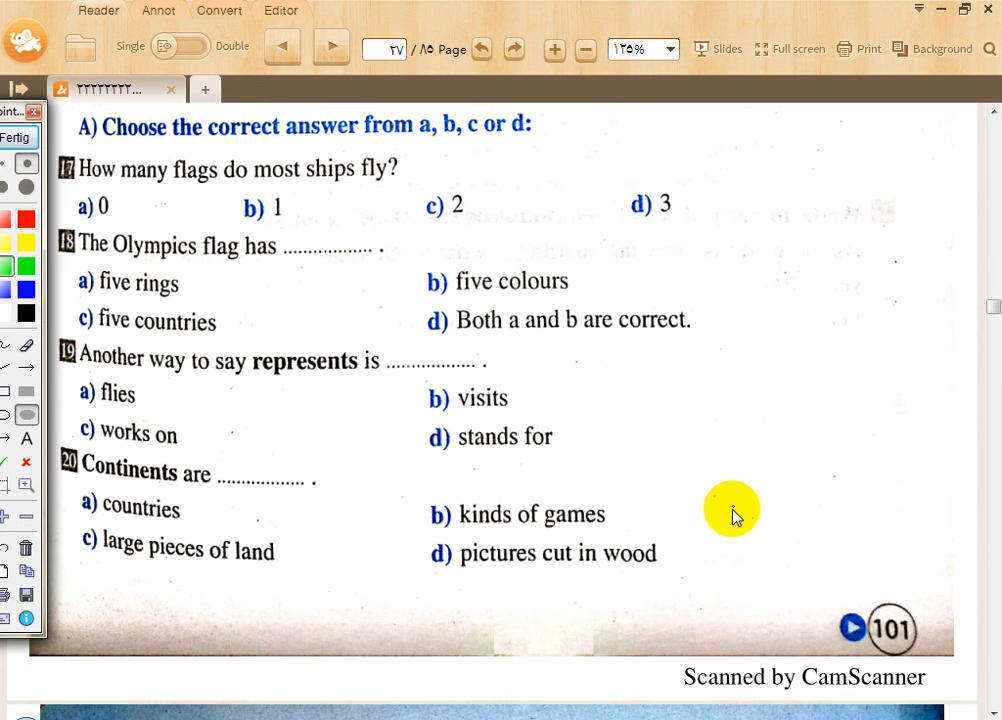 Reader Annot Convert Editor
Single Double ٢٧ / ٨٥ Page ١٢٥% Slides Full screen Print Background
٢٢٢٢٢٢٢٢...
oint...
Fertig
A) Choose the correct answer from a, b, c or d:
17 How many flags do most ships fly?
a) 0 b) 1 c) 2 d) 3
18 The Olympics flag has .................. .
a) five rings b) five colours
c) five countries d) Both a and b are correct.
19 Another way to say represents is .................. .
a) flies b) visits
c) works on d) stands for
20 Continents are .................. .
a) countries b) kinds of games
c) large pieces of land d) pictures cut in wood
101
Scanned by CamScanner